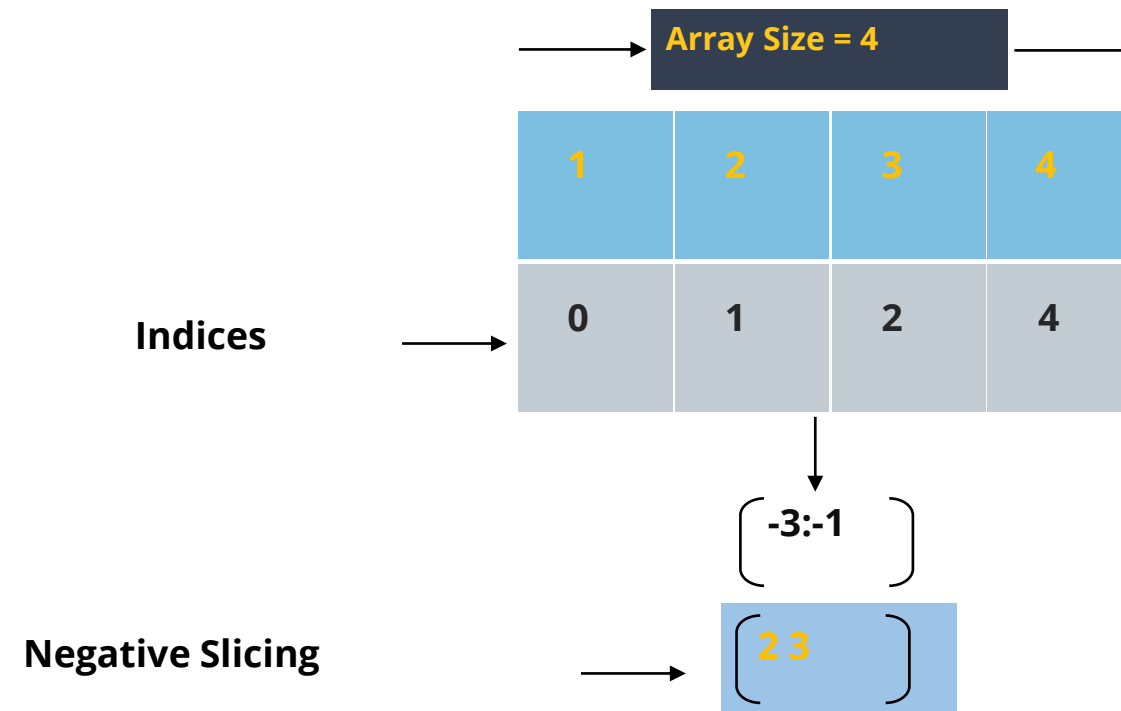 Array Size = 4
1 2 3 4
Indices 0 1 2 4
-3:-1
Negative Slicing 2 3